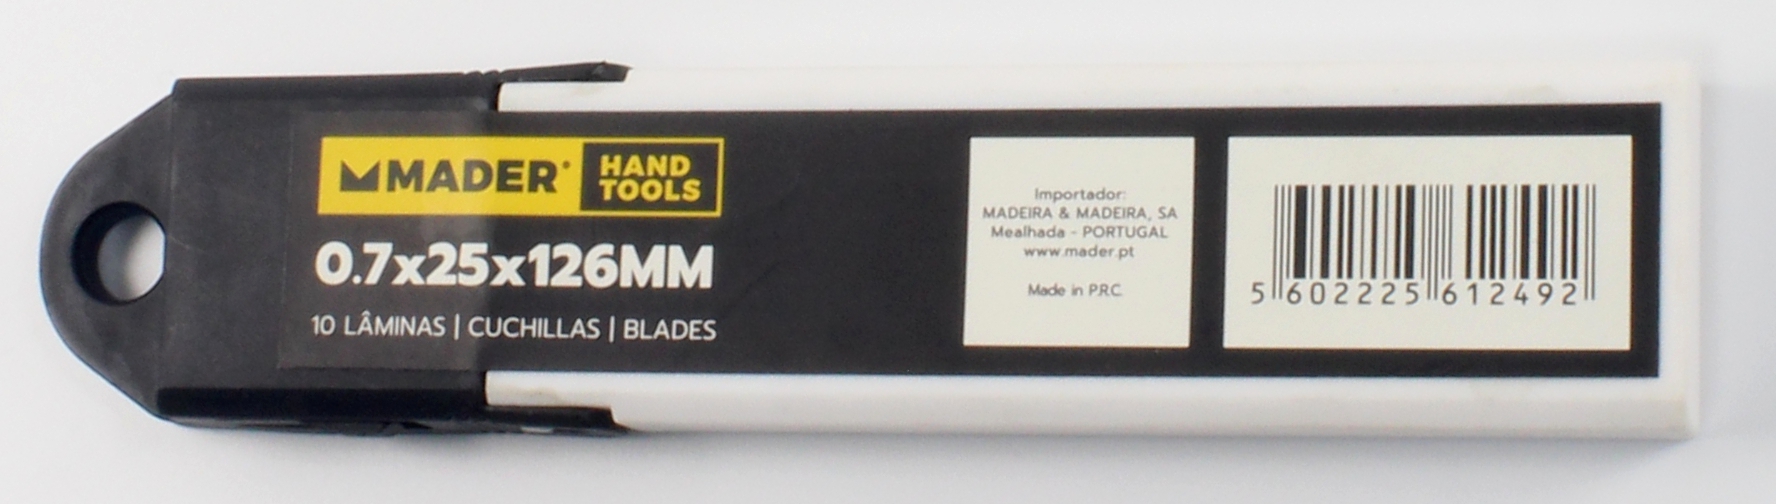 MADER® HAND TOOLS
0.7x25x126MM
10 LÂMINAS | CUCHILLAS | BLADES
Importador:
MADEIRA & MADEIRA, SA
Mealhada - PORTUGAL
www.mader.pt
Made in P.R.C.
5 602225 612492